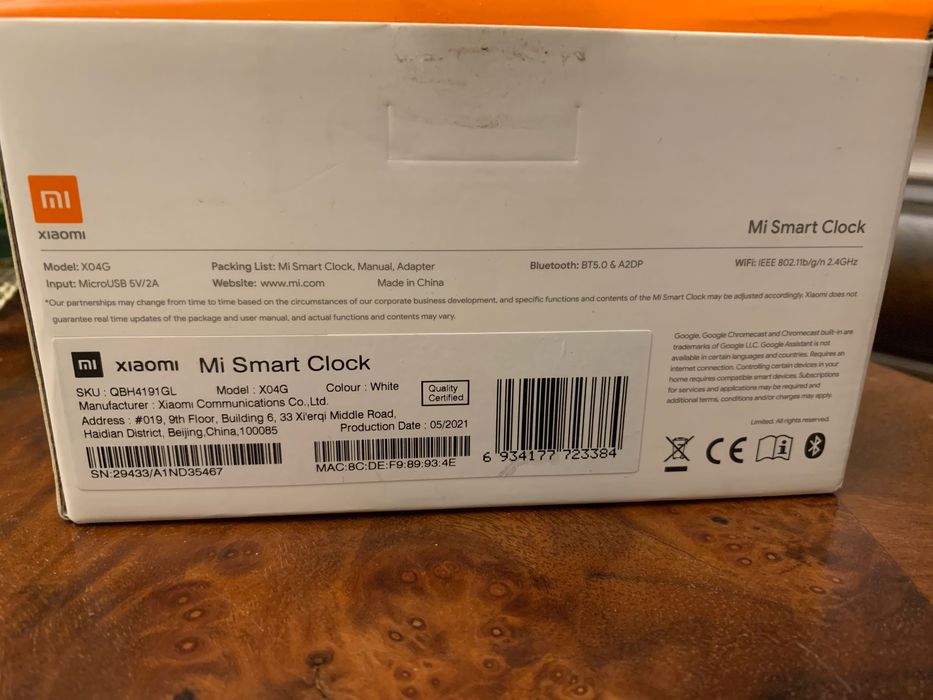 mi
xiaomi
Mi Smart Clock
Model: X04G
Packing List: Mi Smart Clock, Manual, Adapter
Bluetooth: BT5.0 & A2DP
WiFi: IEEE 802.11b/g/n 2.4GHz
Input: MicroUSB 5V/2A
Website: www.mi.com
Made in China
*Our partnerships may change from time to time based on the circumstances of our corporate business development, and specific functions and contents of the Mi Smart Clock may be adjusted accordingly. Xiaomi does not
guarantee real time updates of the package and user manual, and actual functions and contents may vary.
mi xiaomi Mi Smart Clock
SKU : QBH4191GL Model : X04G Colour : White
Quality
Certified
Manufacturer : Xiaomi Communications Co.,Ltd.
Address : #019, 9th Floor, Building 6, 33 Xi'erqi Middle Road,
Haidian District, Beijing,China,100085
Production Date : 05/2021
SN:29433/A1ND35467
MAC:8C:DE:F9:89:93:4E
6 934177 723384
Google, Google Chromecast and Chromecast built-in are
trademarks of Google LLC. Google Assistant is not
available in certain languages and countries. Requires an
internet connection. Controlling certain devices in your
home requires compatible smart devices. Subscriptions
for services and applications may be required and
additional terms, conditions and/or charges may apply.
Limited. All rights reserved.
CE